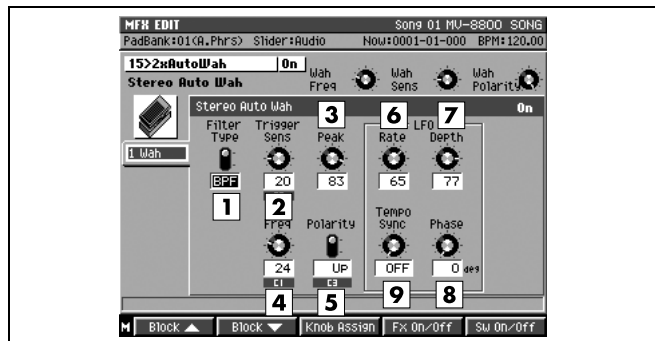 MFX EDIT Song 01 MV-8800 SONG
PadBank:01(A.Phrs) Slider:Audio Now:0001-01-000 BPM:120.00
15>2xAutoWah On
Stereo Auto Wah
Wah Freq
Wah Sens
Wah Polarity
Stereo Auto Wah On
3 6 7
LFO
Filter Type
Trigger Sens
Peak
Rate
Depth
1 Wah
BPF 20 83 65 77
1 2
Freq
Polarity
Tempo Sync
Phase
24 UP OFF 0 deg
C1 C3
4 5 9 8
M Block ▲ Block ▼ Knob Assign Fx On/Off Sw On/Off